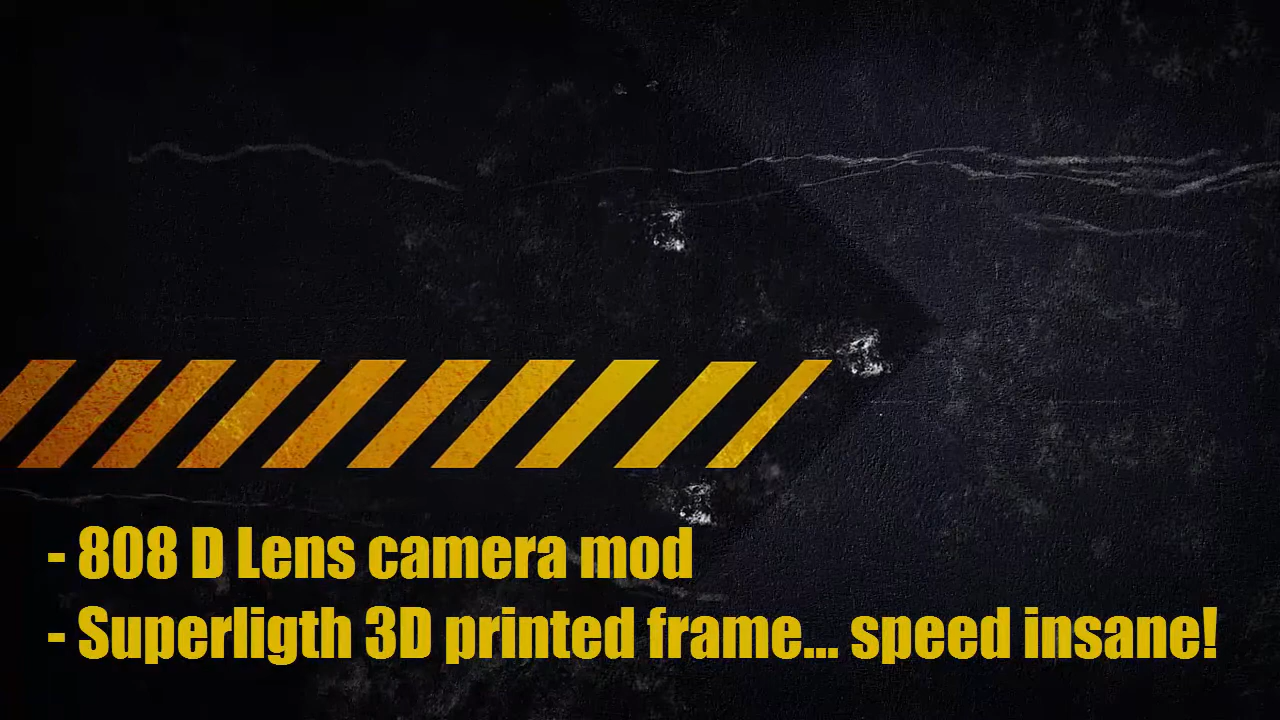 - 808 D Lens camera mod
- Superligth 3D printed frame... speed insane!